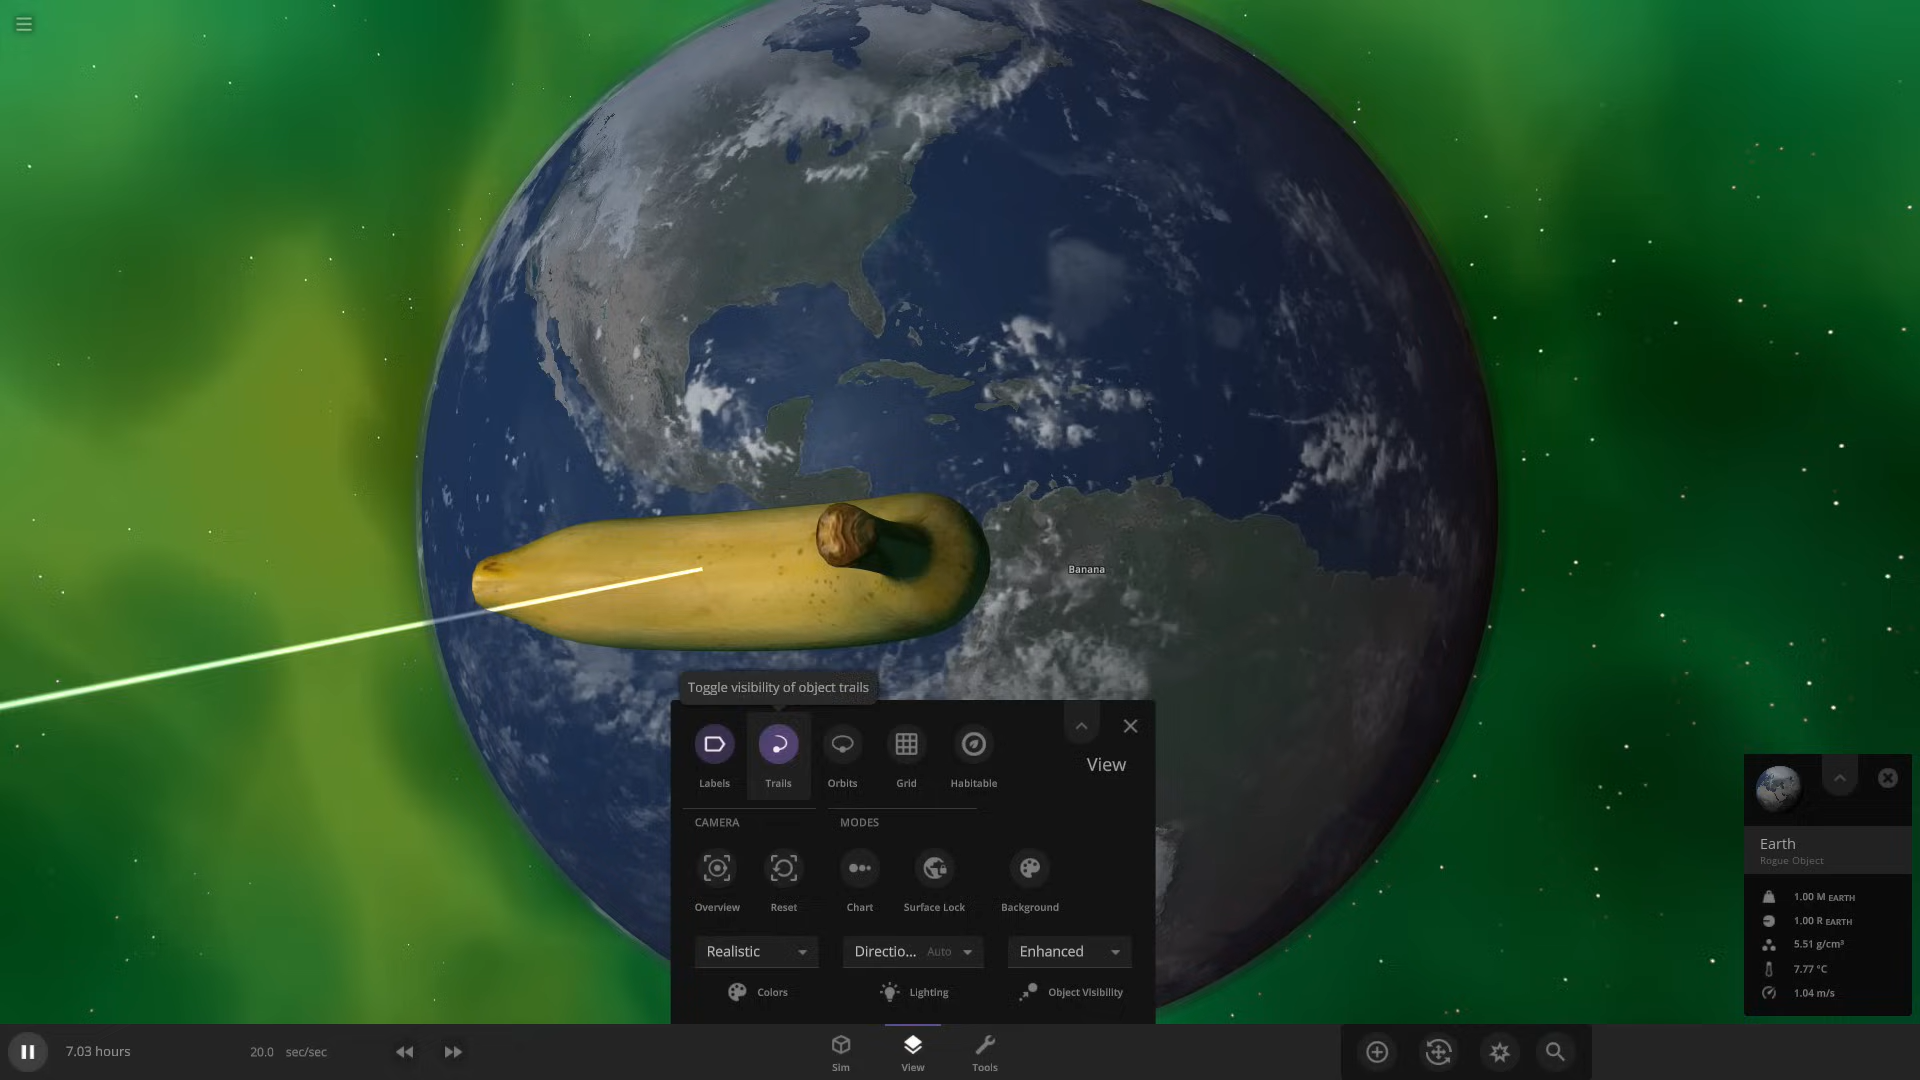 Banana
Toggle visibility of object trails
Labels
Trails
Orbits
Grid
Habitable
View
CAMERA
MODES
Overview
Reset
Chart
Surface Lock
Background
Realistic
Directio... Auto
Enhanced
Colors
Lighting
Object Visibility
Earth
Rogue Object
1.00 M EARTH
1.00 R EARTH
5.51 g/cm³
7.77 °C
1.04 m/s
7.03 hours
20.0 sec/sec
Sim
View
Tools